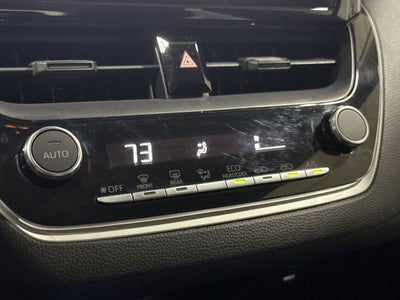 73
AUTO
OFF
FRONT
REAR
ECO
HEAT/COOL
A/C